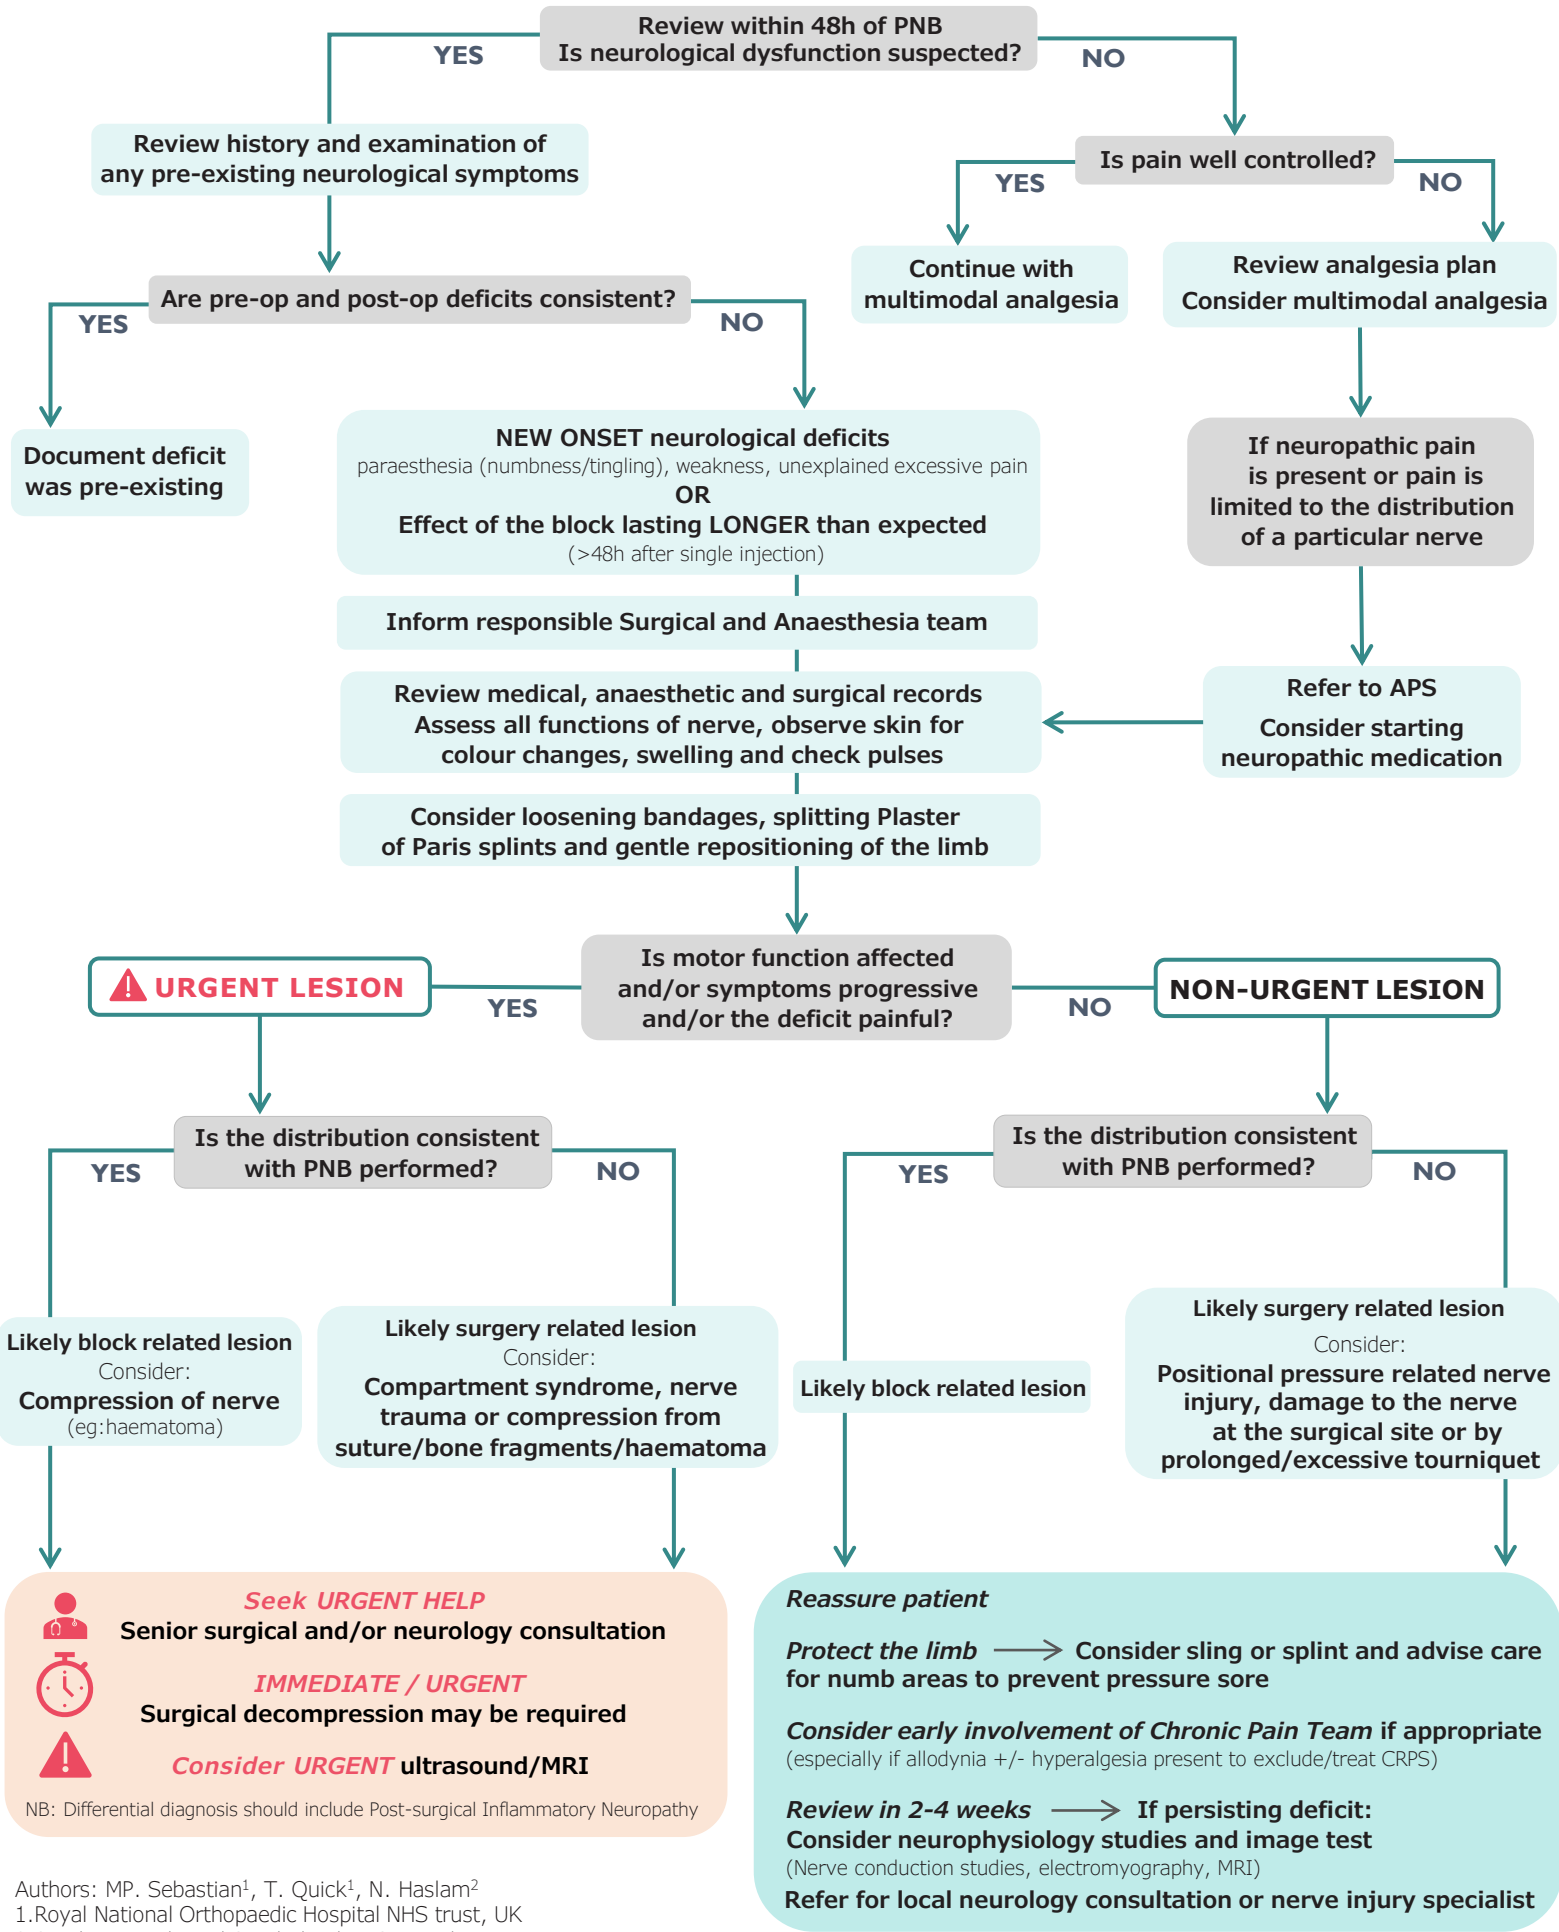 Review within 48h of PNB
Is neurological dysfunction suspected?
YES
NO
Review history and examination of
any pre-existing neurological symptoms
Is pain well controlled?
YES
NO
Continue with
multimodal analgesia
Review analgesia plan
Consider multimodal analgesia
Are pre-op and post-op deficits consistent?
YES
NO
Document deficit
was pre-existing
NEW ONSET neurological deficits
paraesthesia (numbness/tingling), weakness, unexplained excessive pain
OR
Effect of the block lasting LONGER than expected
(>48h after single injection)
If neuropathic pain
is present or pain is
limited to the distribution
of a particular nerve
Inform responsible Surgical and Anaesthesia team
Review medical, anaesthetic and surgical records
Assess all functions of nerve, observe skin for
colour changes, swelling and check pulses
Refer to APS
Consider starting
neuropathic medication
Consider loosening bandages, splitting Plaster
of Paris splints and gentle repositioning of the limb
Is motor function affected
and/or symptoms progressive
and/or the deficit painful?
YES
NO
URGENT LESION
NON-URGENT LESION
Is the distribution consistent
with PNB performed?
YES
NO
Is the distribution consistent
with PNB performed?
YES
NO
Likely block related lesion
Consider:
Compression of nerve
(eg:haematoma)
Likely surgery related lesion
Consider:
Compartment syndrome, nerve
trauma or compression from
suture/bone fragments/haematoma
Likely block related lesion
Likely surgery related lesion
Consider:
Positional pressure related nerve
injury, damage to the nerve
at the surgical site or by
prolonged/excessive tourniquet
Seek URGENT HELP
Senior surgical and/or neurology consultation
IMMEDIATE / URGENT
Surgical decompression may be required
Consider URGENT ultrasound/MRI
NB: Differential diagnosis should include Post-surgical Inflammatory Neuropathy
Reassure patient
Protect the limb → Consider sling or splint and advise care
for numb areas to prevent pressure sore
Consider early involvement of Chronic Pain Team if appropriate
(especially if allodynia +/- hyperalgesia present to exclude/treat CRPS)
Review in 2-4 weeks → If persisting deficit:
Consider neurophysiology studies and image test
(Nerve conduction studies, electromyography, MRI)
Refer for local neurology consultation or nerve injury specialist
Authors: MP. Sebastian¹, T. Quick¹, N. Haslam²
1.Royal National Orthopaedic Hospital NHS trust, UK